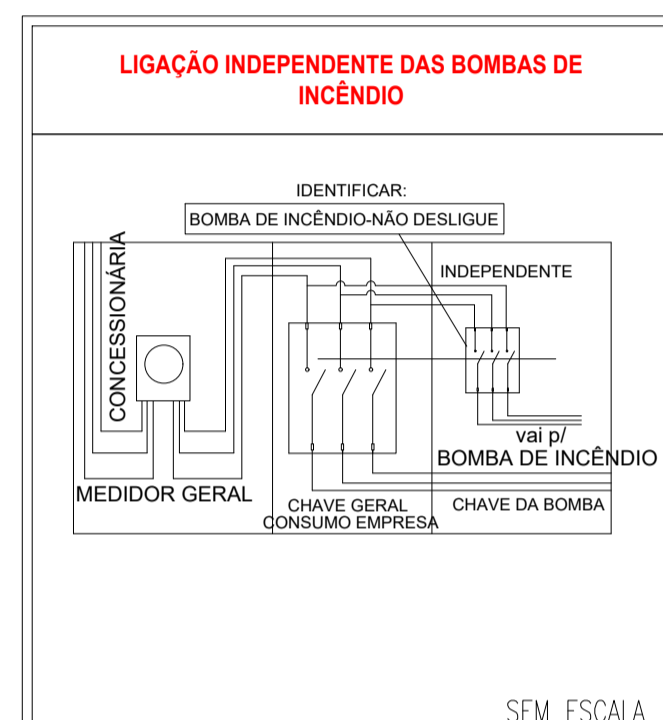 LIGAÇÃO INDEPENDENTE DAS BOMBAS DE
INCÊNDIO
IDENTIFICAR:
BOMBA DE INCÊNDIO-NÃO DESLIGUE
CONCESSIONÁRIA
INDEPENDENTE
vai p/
BOMBA DE INCÊNDIO
MEDIDOR GERAL
CHAVE GERAL
CONSUMO EMPRESA
CHAVE DA BOMBA
SEM ESCALA